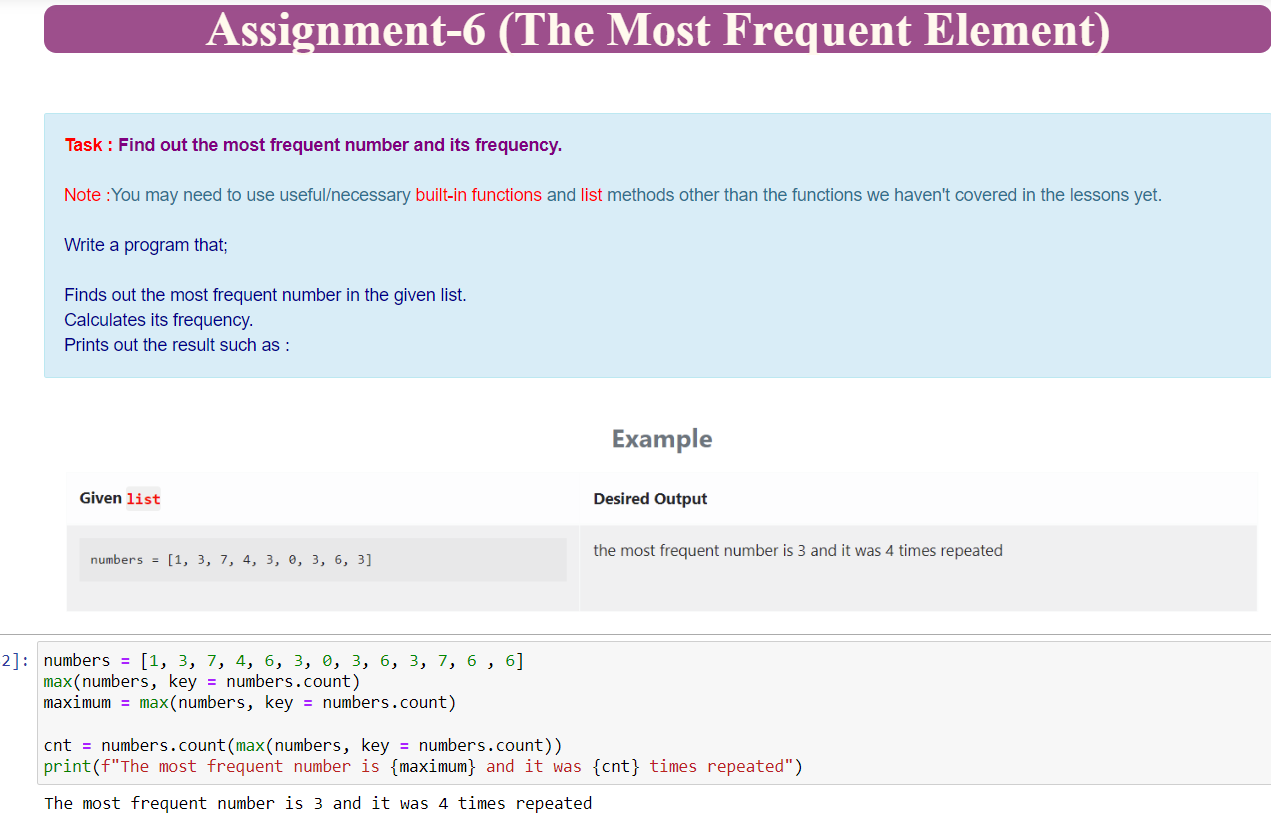 Assignment-6 (The Most Frequent Element)
Task : Find out the most frequent number and its frequency.
Note :You may need to use useful/necessary built-in functions and list methods other than the functions we haven't covered in the lessons yet.
Write a program that;
Finds out the most frequent number in the given list.
Calculates its frequency.
Prints out the result such as :
Example
Given list Desired Output
numbers = [1, 3, 7, 4, 3, 0, 3, 6, 3] the most frequent number is 3 and it was 4 times repeated
2]: numbers = [1, 3, 7, 4, 6, 3, 0, 3, 6, 3, 7, 6 , 6]
max(numbers, key = numbers.count)
maximum = max(numbers, key = numbers.count)
cnt = numbers.count(max(numbers, key = numbers.count))
print(f"The most frequent number is {maximum} and it was {cnt} times repeated")
The most frequent number is 3 and it was 4 times repeated